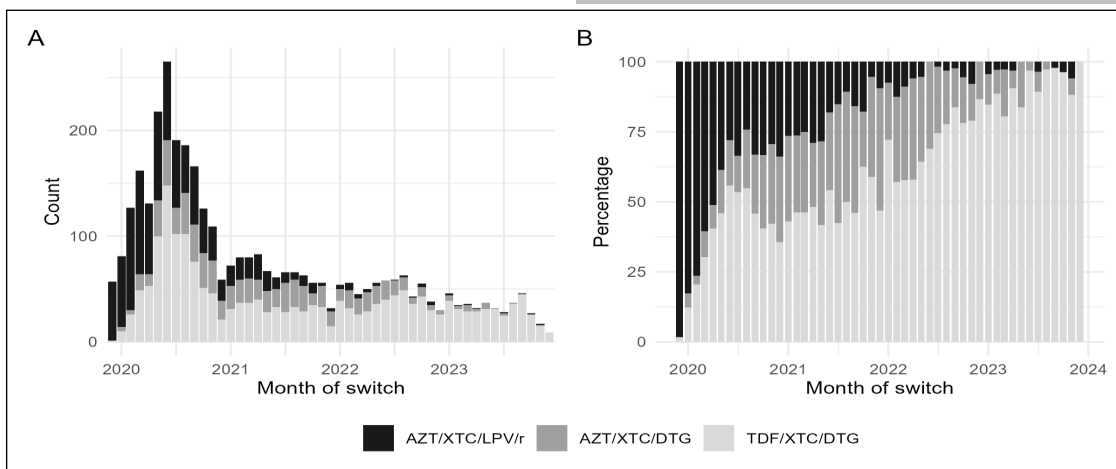 A
B
Count
200
100
0
2020 2021 2022 2023
Month of switch
Percentage
100
75
50
25
0
2020 2021 2022 2023 2024
Month of switch
AZT/XTC/LPV/r AZT/XTC/DTG TDF/XTC/DTG